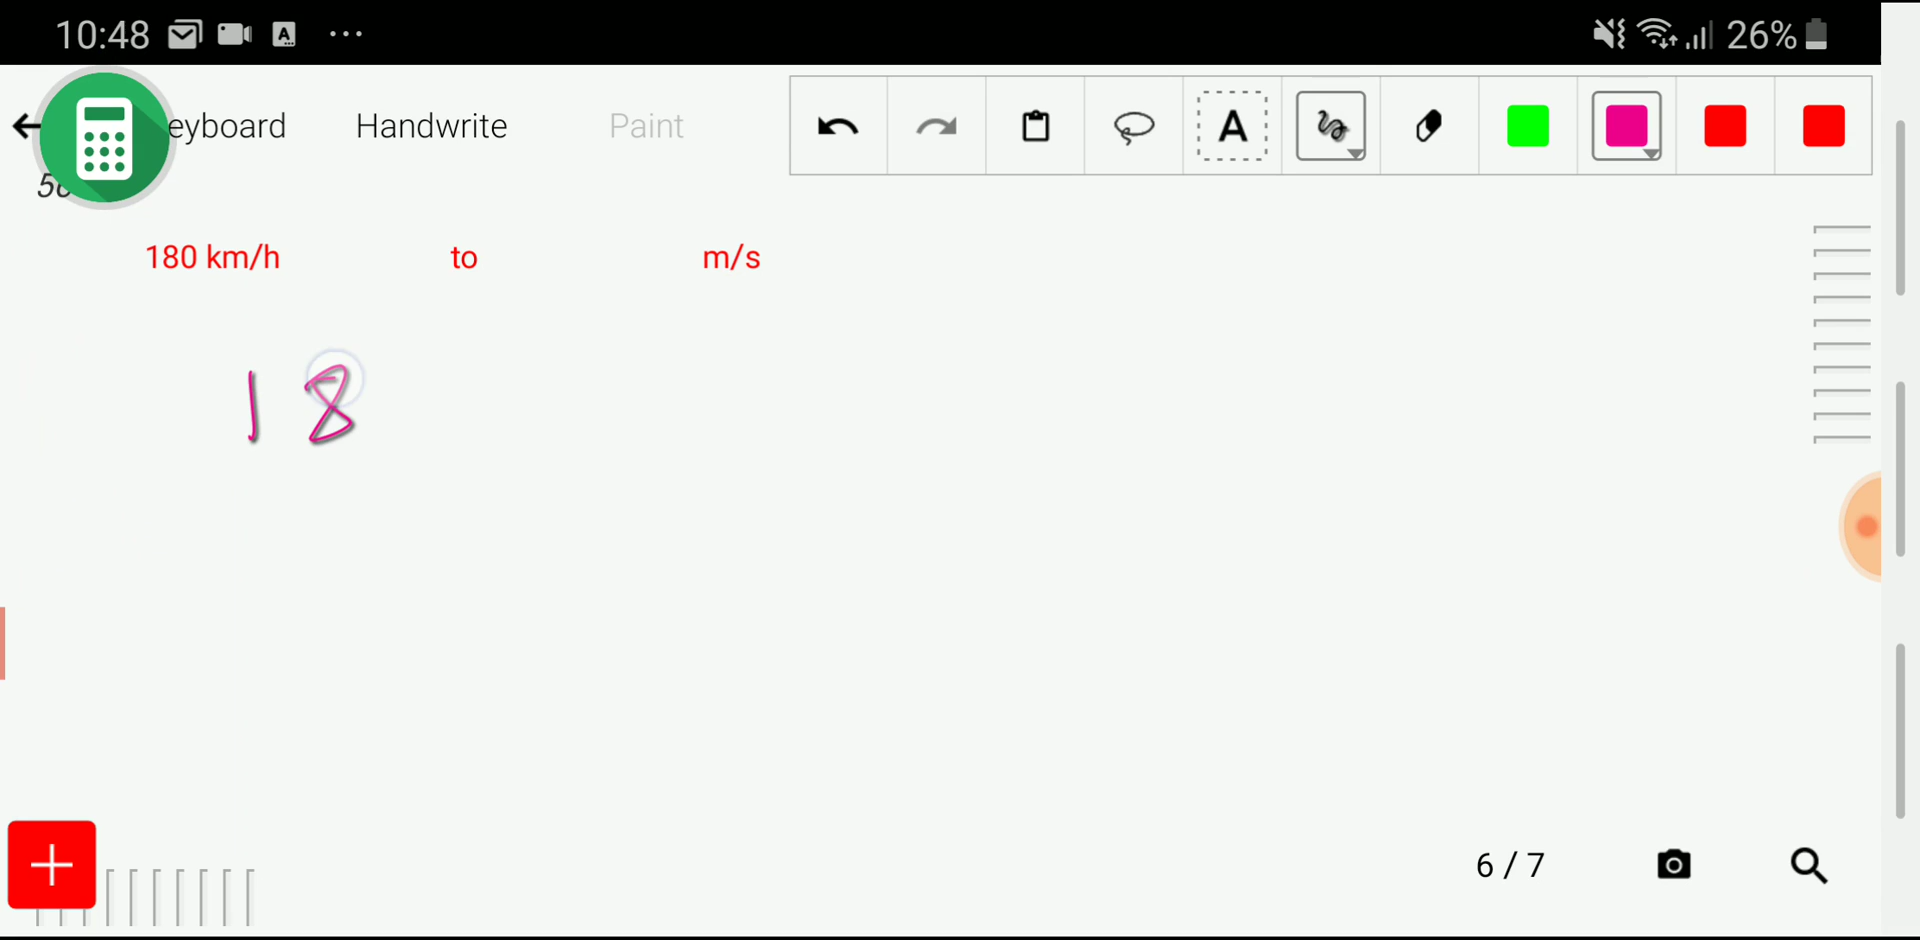 10:48 A ... 26%
eyboard Handwrite Paint A
180 km/h to m/s
18
6 / 7